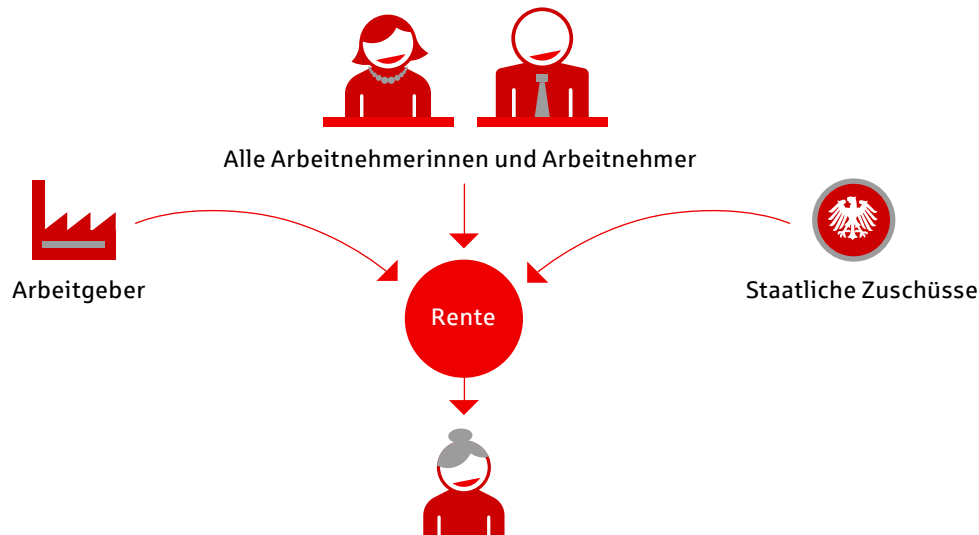 Alle Arbeitnehmerinnen und Arbeitnehmer
Arbeitgeber
Staatliche Zuschüsse
Rente